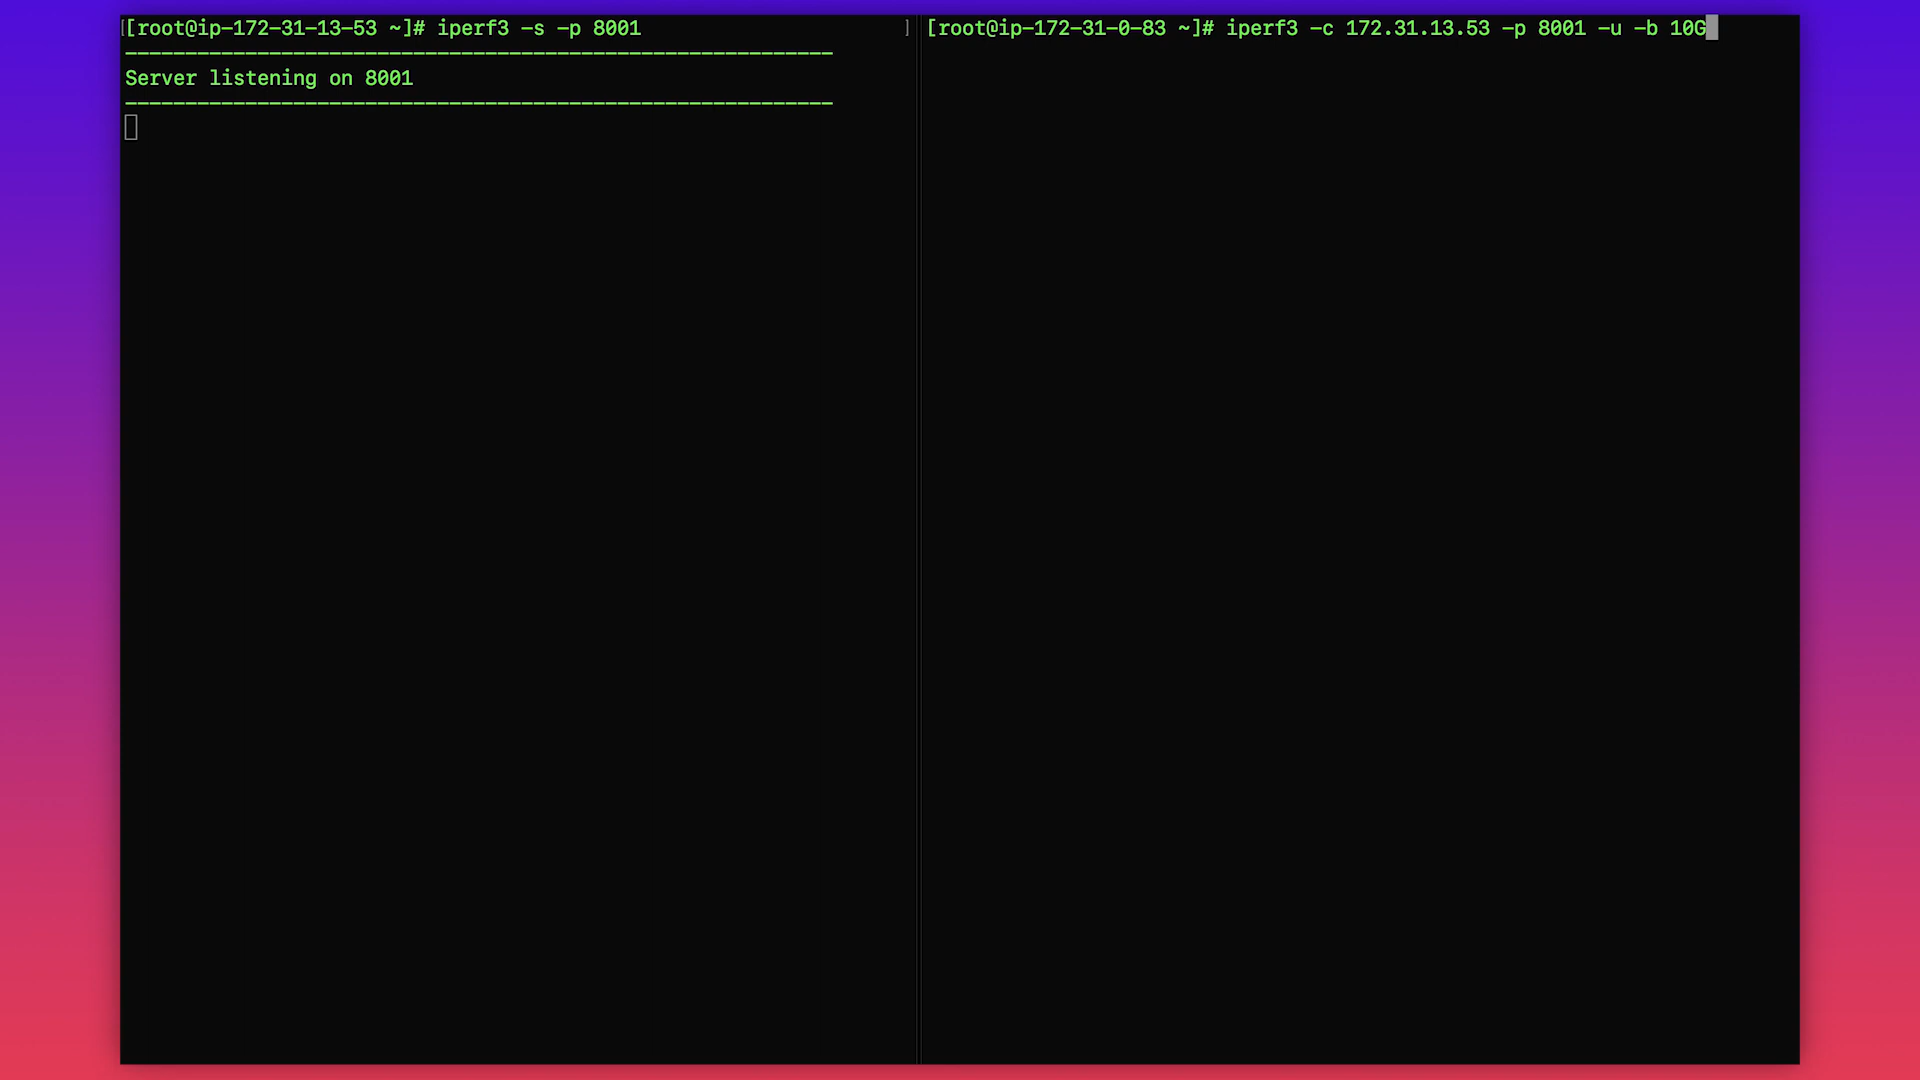 [root@ip-172-31-13-53 ~]# iperf3 -s -p 8001
-----------------------------------------------------------
Server listening on 8001
-----------------------------------------------------------
[root@ip-172-31-0-83 ~]# iperf3 -c 172.31.13.53 -p 8001 -u -b 10G